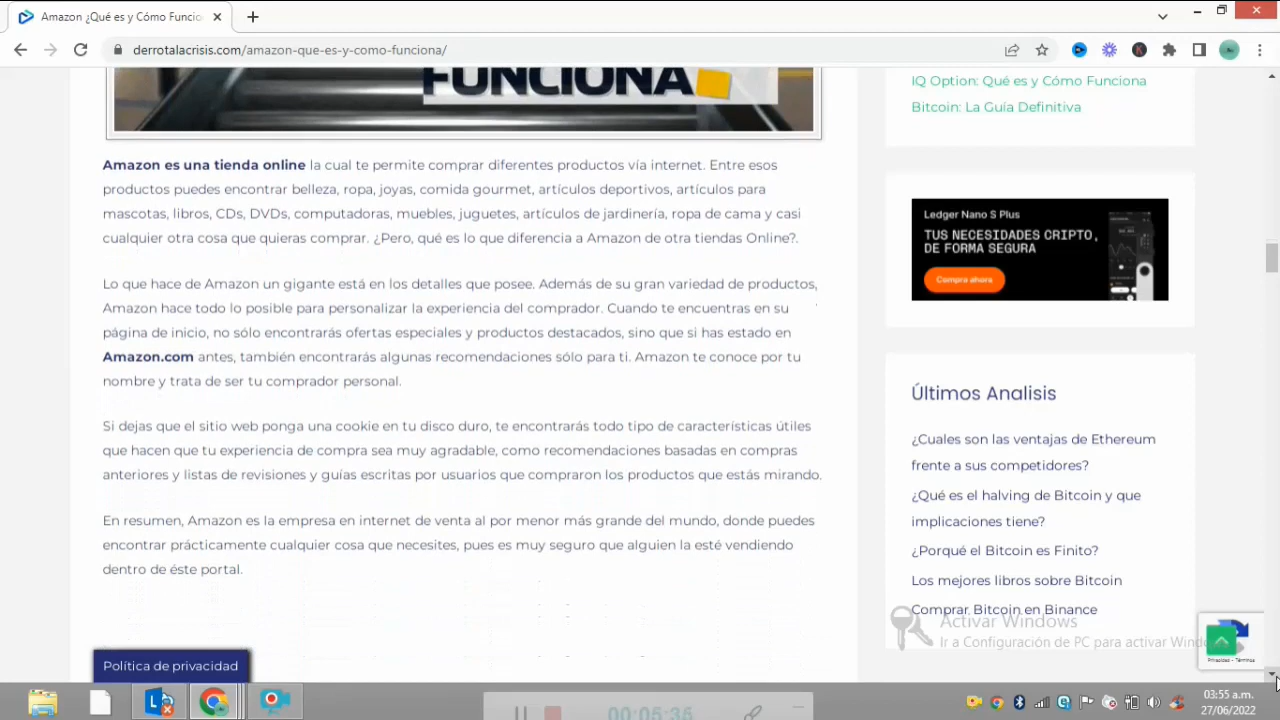 Amazon ¿Qué es y Cómo Funcio
derrotalacrisis.com/amazon-que-es-y-como-funciona/
FUNCIONA
Amazon es una tienda online la cual te permite comprar diferentes productos vía internet. Entre esos
productos puedes encontrar belleza, ropa, joyas, comida gourmet, artículos deportivos, artículos para
mascotas, libros, CDs, DVDs, computadoras, muebles, juguetes, artículos de jardinería, ropa de cama y casi
cualquier otra cosa que quieras comprar. ¿Pero, qué es lo que diferencia a Amazon de otra tiendas Online?.
Lo que hace de Amazon un gigante está en los detalles que posee. Además de su gran variedad de productos,
Amazon hace todo lo posible para personalizar la experiencia del comprador. Cuando te encuentras en su
página de inicio, no sólo encontrarás ofertas especiales y productos destacados, sino que si has estado en
Amazon.com antes, también encontrarás algunas recomendaciones sólo para ti. Amazon te conoce por tu
nombre y trata de ser tu comprador personal.
Si dejas que el sitio web ponga una cookie en tu disco duro, te encontrarás todo tipo de características útiles
que hacen que tu experiencia de compra sea muy agradable, como recomendaciones basadas en compras
anteriores y listas de revisiones y guías escritas por usuarios que compraron los productos que estás mirando.
En resumen, Amazon es la empresa en internet de venta al por menor más grande del mundo, donde puedes
encontrar prácticamente cualquier cosa que necesites, pues es muy seguro que alguien la esté vendiendo
dentro de éste portal.
Política de privacidad
IQ Option: Qué es y Cómo Funciona
Bitcoin: La Guía Definitiva
Ledger Nano S Plus
TUS NECESIDADES CRIPTO,
DE FORMA SEGURA
Compra ahora
Últimos Analisis
¿Cuales son las ventajas de Ethereum
frente a sus competidores?
¿Qué es el halving de Bitcoin y que
implicaciones tiene?
¿Porqué el Bitcoin es Finito?
Los mejores libros sobre Bitcoin
Comprar Bitcoin en Binance
Activar Windows
Ir a Configuración de PC para activar Wind
Privacidad - Términos
00:05:36
03:55 a.m.
27/06/2022